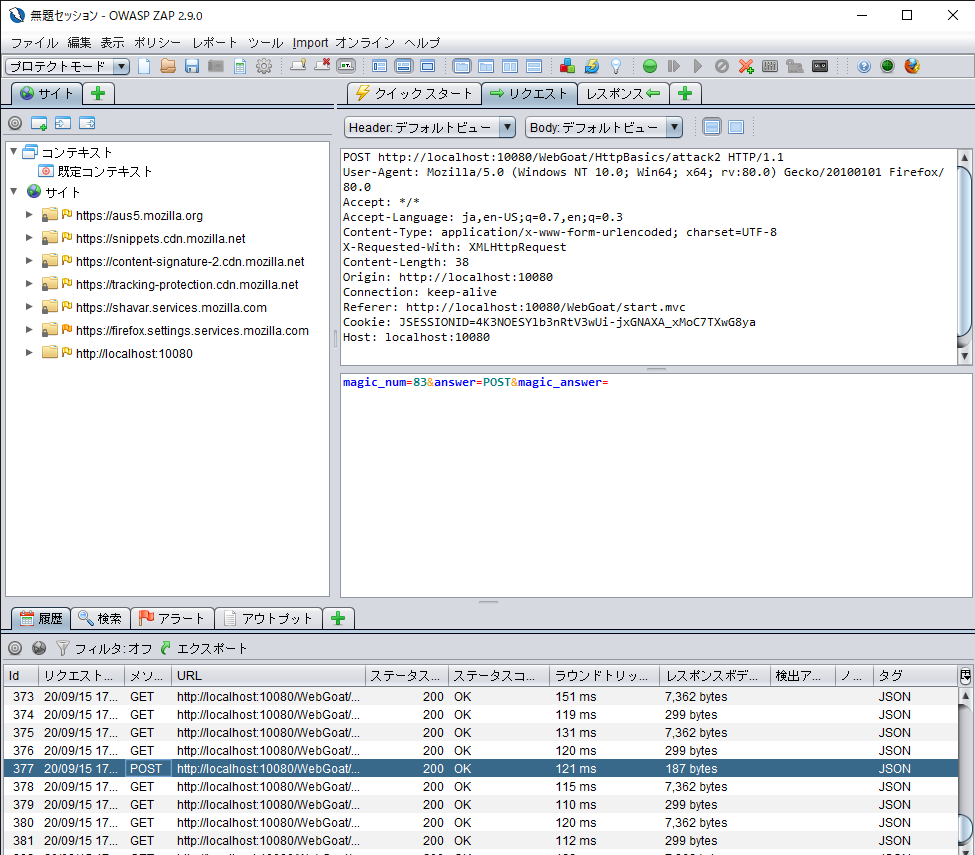 無題セッション - OWASP ZAP 2.9.0
ファイル 編集 表示 ポリシー レポート ツール Import オンライン ヘルプ
プロテクトモード
サイト
クイックスタート リクエスト レスポンス
Header: デフォルトビュー Body: デフォルトビュー
コンテキスト
既定コンテキスト
サイト
https://aus5.mozilla.org
https://snippets.cdn.mozilla.net
https://content-signature-2.cdn.mozilla.net
https://tracking-protection.cdn.mozilla.net
https://shavar.services.mozilla.com
https://firefox.settings.services.mozilla.com
http://localhost:10080
POST http://localhost:10080/WebGoat/HttpBasics/attack2 HTTP/1.1
User-Agent: Mozilla/5.0 (Windows NT 10.0; Win64; x64; rv:80.0) Gecko/20100101 Firefox/
80.0
Accept: */*
Accept-Language: ja,en-US;q=0.7,en;q=0.3
Content-Type: application/x-www-form-urlencoded; charset=UTF-8
X-Requested-With: XMLHttpRequest
Content-Length: 38
Origin: http://localhost:10080
Connection: keep-alive
Referer: http://localhost:10080/WebGoat/start.mvc
Cookie: JSESSIONID=4K3NOESYlb3nRtV3wUi-jxGNAXA_xMoC7TXwG8ya
Host: localhost:10080
magic_num=83&answer=POST&magic_answer=
履歴 検索 アラート アウトプット
フィルタ:オフ エクスポート
Id リクエスト... メソ... URL ステータス... ステータスコ... ラウンドトリッ... レスポンスボデ... 検出ア... ノ... タグ
373 20/09/15 17... GET http://localhost:10080/WebGoat/... 200 OK 151 ms 7,362 bytes JSON
374 20/09/15 17... GET http://localhost:10080/WebGoat/... 200 OK 119 ms 299 bytes JSON
375 20/09/15 17... GET http://localhost:10080/WebGoat/... 200 OK 131 ms 7,362 bytes JSON
376 20/09/15 17... GET http://localhost:10080/WebGoat/... 200 OK 120 ms 299 bytes JSON
377 20/09/15 17... POST http://localhost:10080/WebGoat/... 200 OK 121 ms 187 bytes JSON
378 20/09/15 17... GET http://localhost:10080/WebGoat/... 200 OK 115 ms 7,362 bytes JSON
379 20/09/15 17... GET http://localhost:10080/WebGoat/... 200 OK 110 ms 299 bytes JSON
380 20/09/15 17... GET http://localhost:10080/WebGoat/... 200 OK 120 ms 7,362 bytes JSON
381 20/09/15 17... GET http://localhost:10080/WebGoat/... 200 OK 112 ms 299 bytes JSON